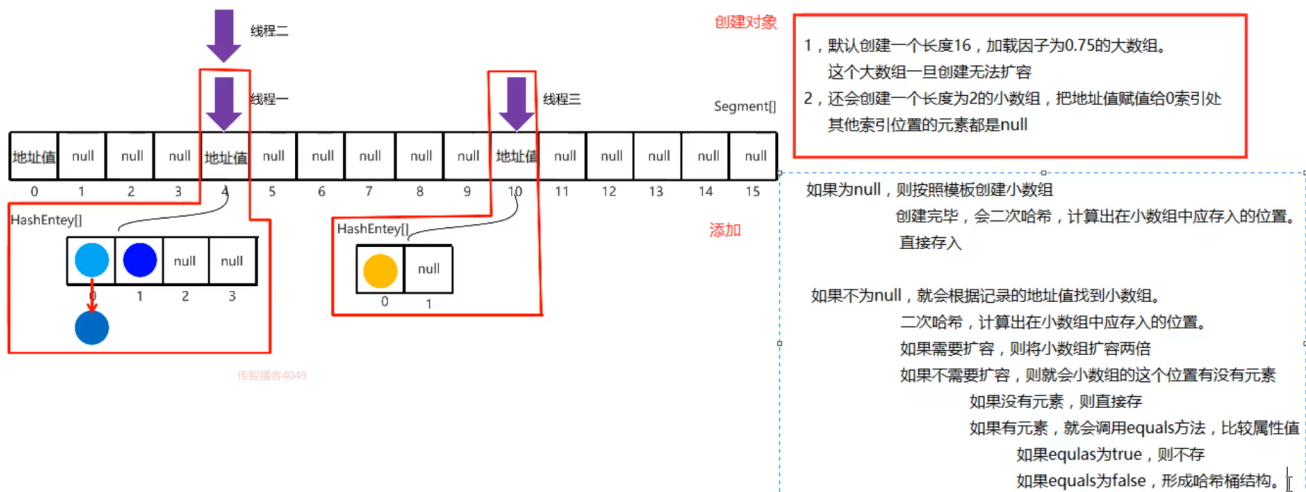 线程二
线程一
线程三
Segment[]
地址值 null null null 地址值 null null null null null 地址值 null null null null null
0 1 2 3 4 5 6 7 8 9 10 11 12 13 14 15
HashEntey[]
null null
0 1 2 3
HashEntey[]
null
0 1
传智播客4049
创建对象
1，默认创建一个长度16，加载因子为0.75的大数组。
这个大数组一旦创建无法扩容
2，还会创建一个长度为2的小数组，把地址值赋值给0索引处
其他索引位置的元素都是null
添加
如果为null，则按照模板创建小数组
创建完毕，会二次哈希，计算出在小数组中应存入的位置。
直接存入
如果不为null，就会根据记录的地址值找到小数组。
二次哈希，计算出在小数组中应存入的位置。
如果需要扩容，则将小数组扩容两倍
如果不需要扩容，则就会小数组的这个位置有没有元素
如果没有元素，则直接存
如果有元素，就会调用equals方法，比较属性值
如果equlas为true，则不存
如果equals为false，形成哈希桶结构。